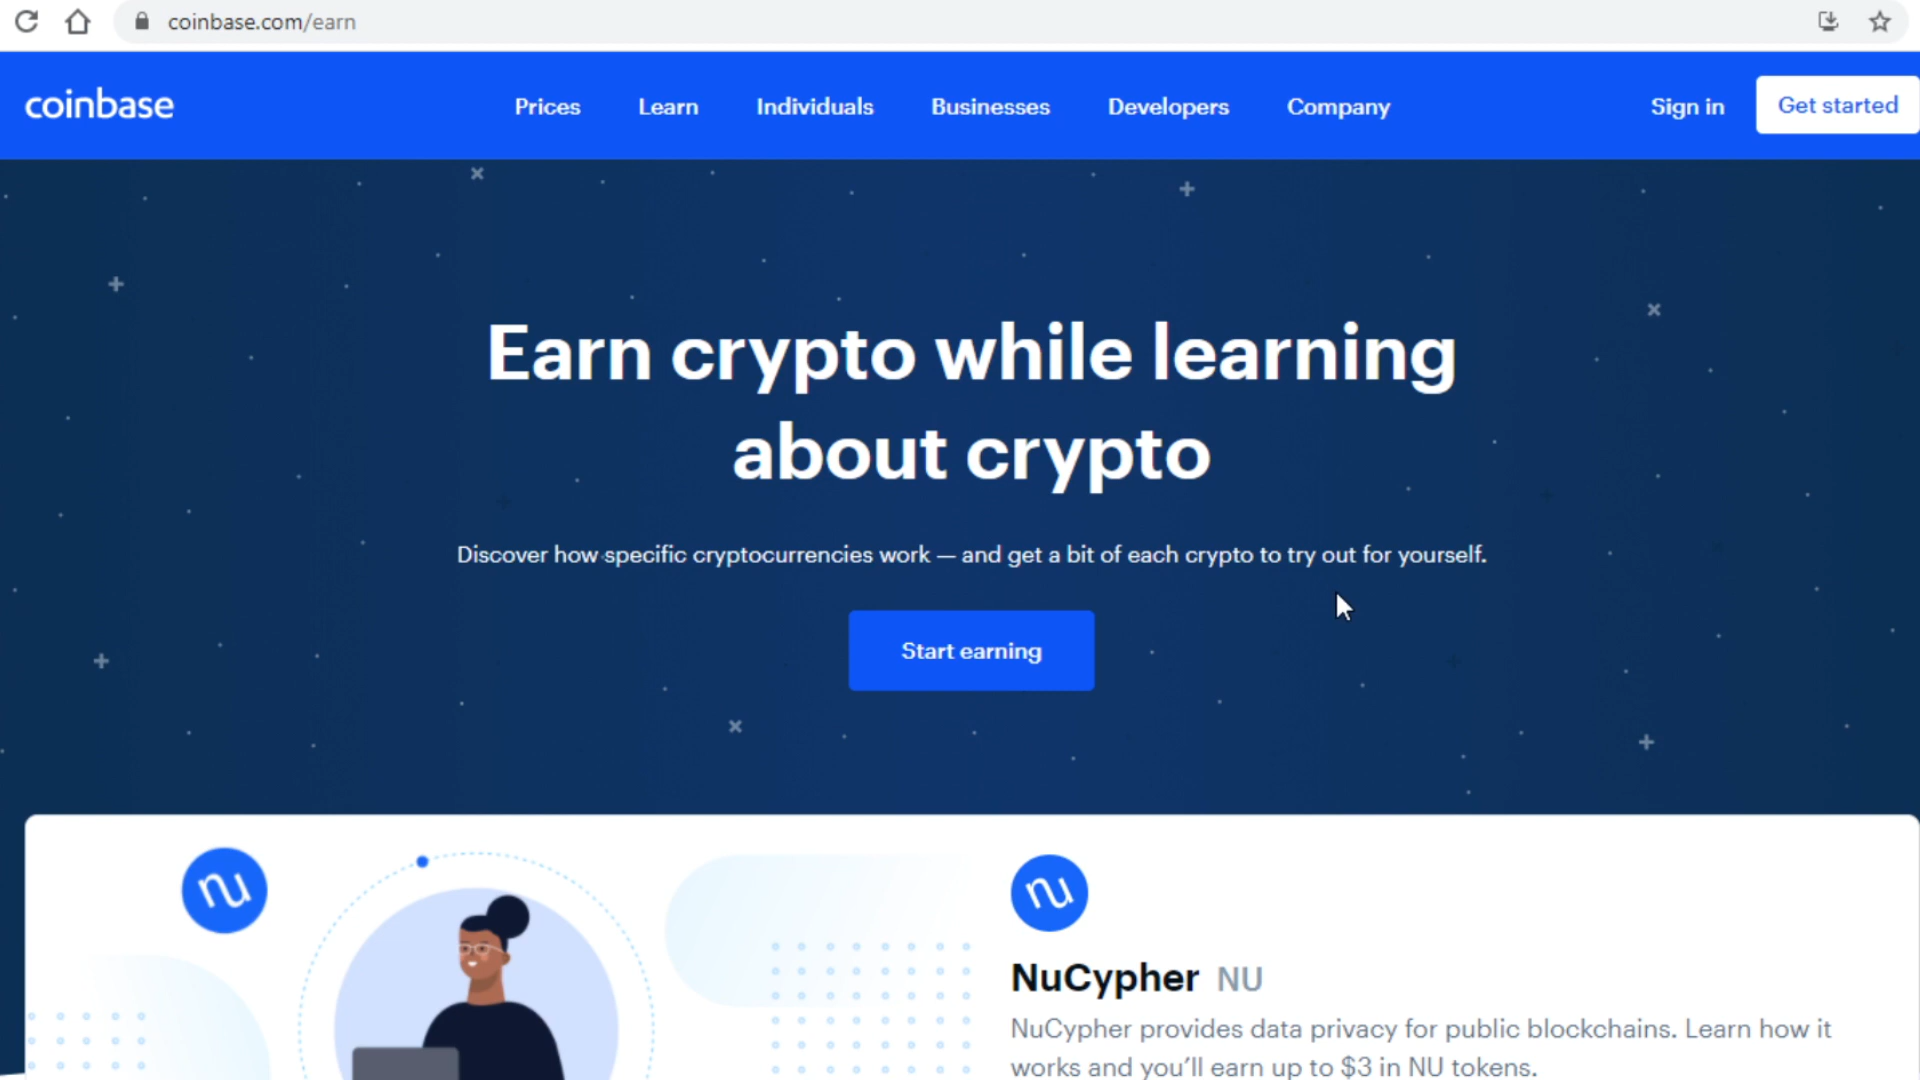 coinbase.com/earn
coinbase
Prices
Learn
Individuals
Businesses
Developers
Company
Sign in
Get started
Earn crypto while learning
about crypto
Discover how specific cryptocurrencies work — and get a bit of each crypto to try out for yourself.
Start earning
nu
nu
NuCypher NU
NuCypher provides data privacy for public blockchains. Learn how it
works and you'll earn up to $3 in NU tokens.